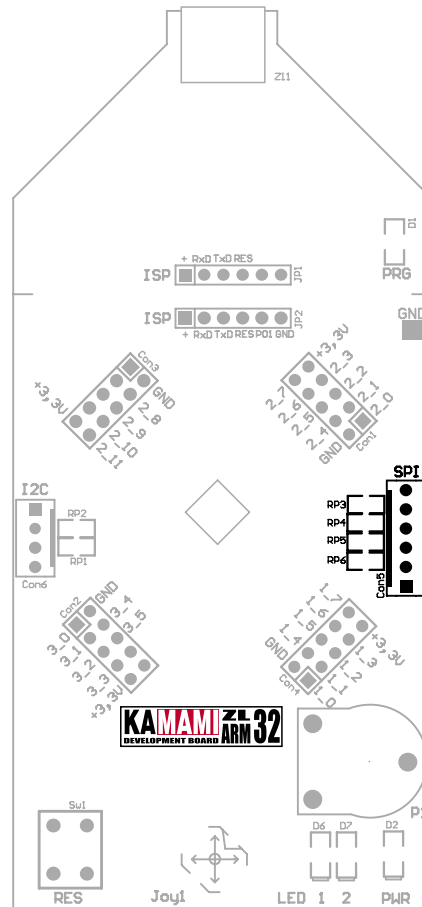 Zl1
D1
PRG
+ RxD TxD RES
ISP
JP1
GND
ISP
JP2
+ RxD TxD RES P01 GND
Con3
+3,3V
GND
2_8
2_9
2_10
2_11
+3,3V
2_3
2_2
2_1
2_0
2_7
2_6
2_5
2_4
GND
Con1
SPI
I2C
RP2
RP1
Con6
RP3
RP4
RP5
RP6
Con5
Con2
GND
3_4
3_5
3_0
3_1
3_2
3_3
+3,3V
1_7
1_6
1_5
1_4
GND
+3,3V
1_3
1_2
1_1
1_0
Con4
KAMAMI ZL ARM 32
DEVELOPMENT BOARD
P1
Sw1
RES
Joy1
D6 D7 D2
LED 1 2 PWR